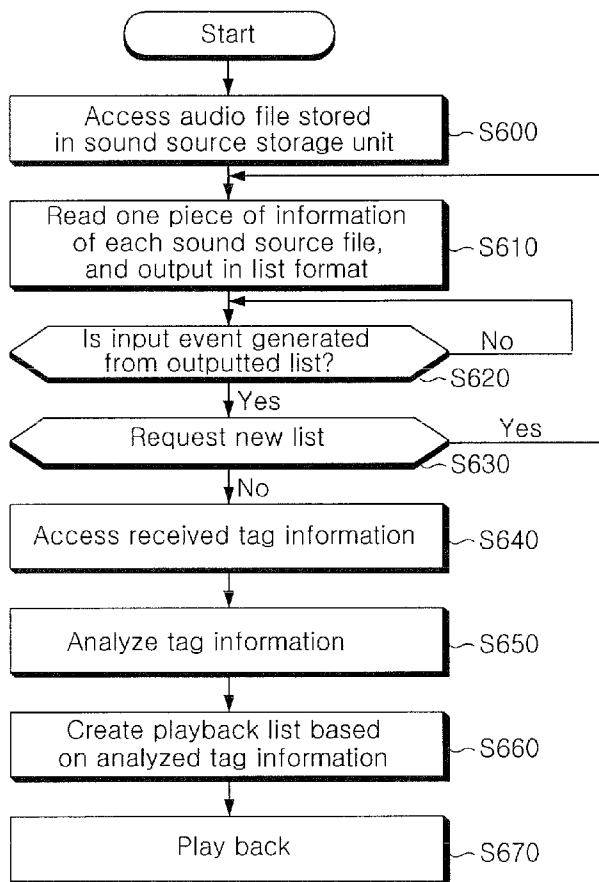 Start
Access audio file stored
in sound source storage unit
S600
Read one piece of information
of each sound source file,
and output in list format
S610
Is input event generated
from outputted list?
No
S620
Yes
Request new list
Yes
S630
No
Access received tag information
S640
Analyze tag information
S650
Create playback list based
on analyzed tag information
S660
Play back
S670